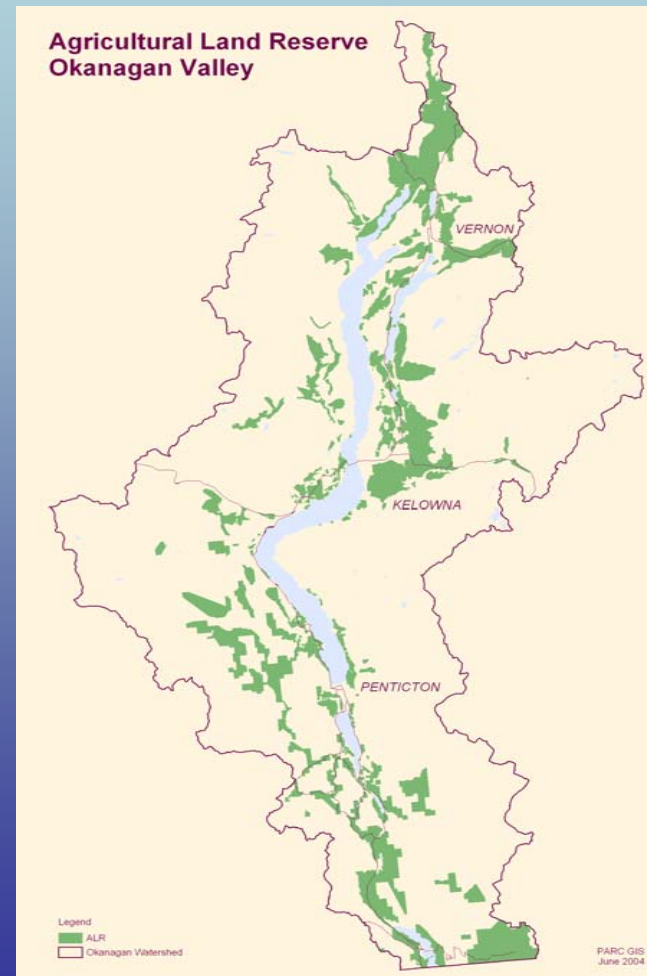 Agricultural Land Reserve
Okanagan Valley
VERNON
KELOWNA
PENTICTON
Legend
ALR
Okanagan Watershed
PARC GIS
June 2004